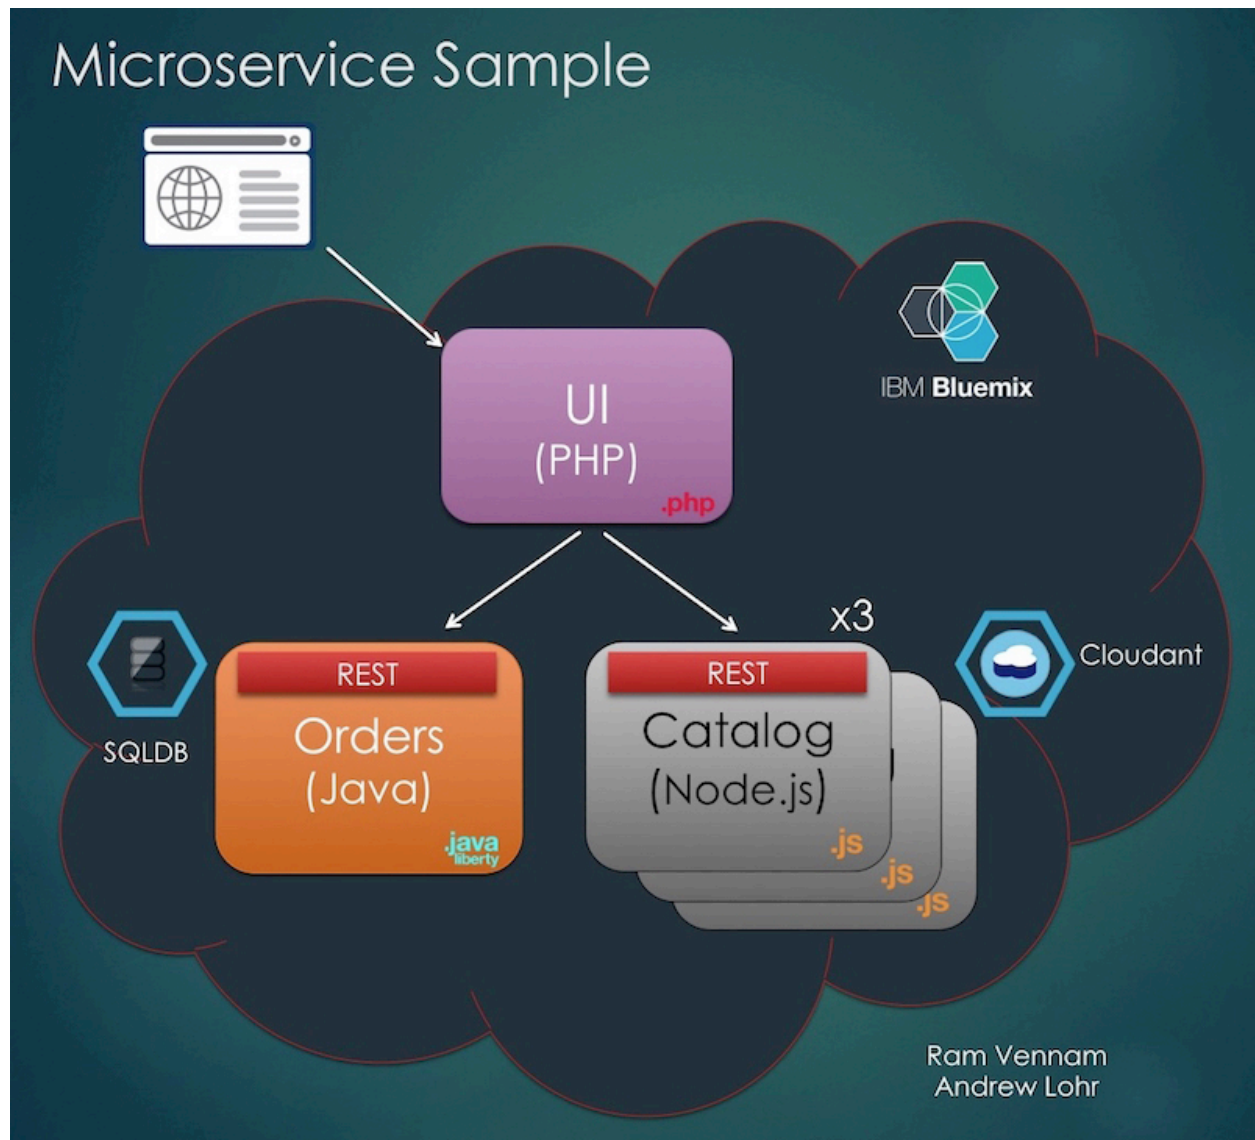 Microservice Sample
IBM Bluemix
UI
(PHP)
.php
x3
SQLDB
REST
Orders
(Java)
.java
liberty
REST
Catalog
(Node.js)
.js
.js
.js
Cloudant
Ram Vennam
Andrew Lohr